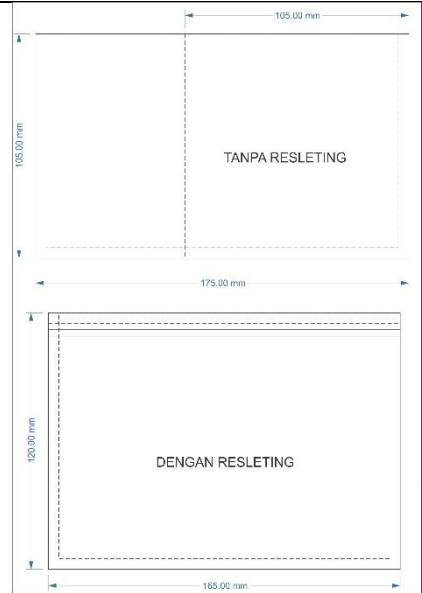 105.00 mm
105.00 mm
TANPA RESLETING
175.00 mm
120.00 mm
DENGAN RESLETING
165.00 mm